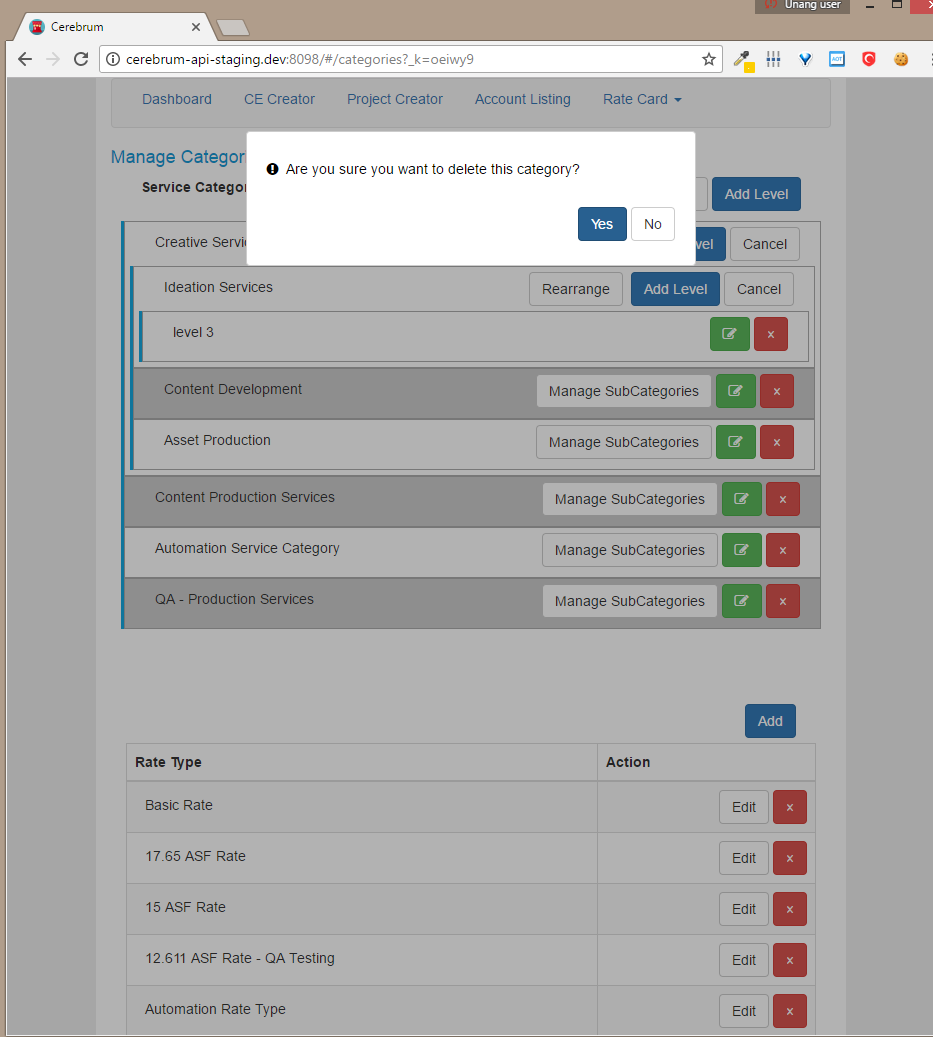 Unang user
Cerebrum
cerebrum-api-staging.dev:8098/#/categories?_k=oeiwy9
Dashboard CE Creator Project Creator Account Listing Rate Card
Are you sure you want to delete this category?
Yes No
Manage Categor
Service Catego Add Level
Creative Servi vel Cancel
Ideation Services Rearrange Add Level Cancel
level 3 x
Content Development Manage SubCategories x
Asset Production Manage SubCategories x
Content Production Services Manage SubCategories x
Automation Service Category Manage SubCategories x
QA - Production Services Manage SubCategories x
Add
Rate Type Action
Basic Rate Edit x
17.65 ASF Rate Edit x
15 ASF Rate Edit x
12.611 ASF Rate - QA Testing Edit x
Automation Rate Type Edit x